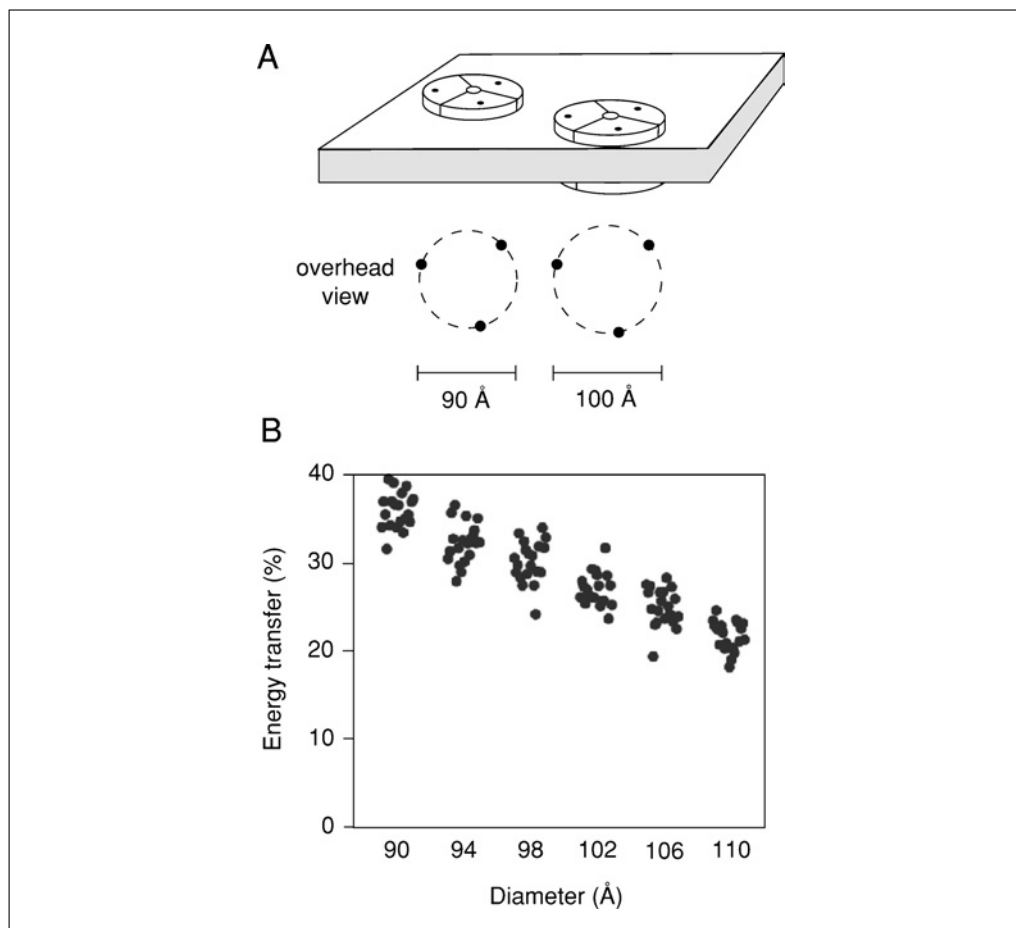 A
overhead
view
90 Å
100 Å
B
40
30
20
10
0
Energy transfer (%)
90 94 98 102 106 110
Diameter (Å)